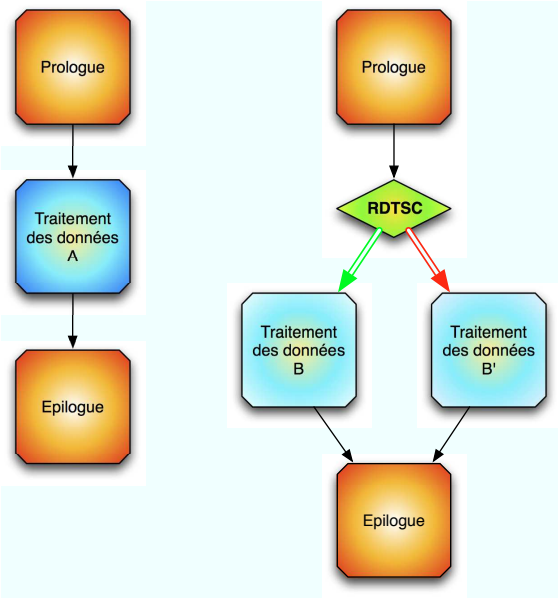 Prologue
Traitement
des données
A
Epilogue
Prologue
RDTSC
Traitement
des données
B
Traitement
des données
B'
Epilogue